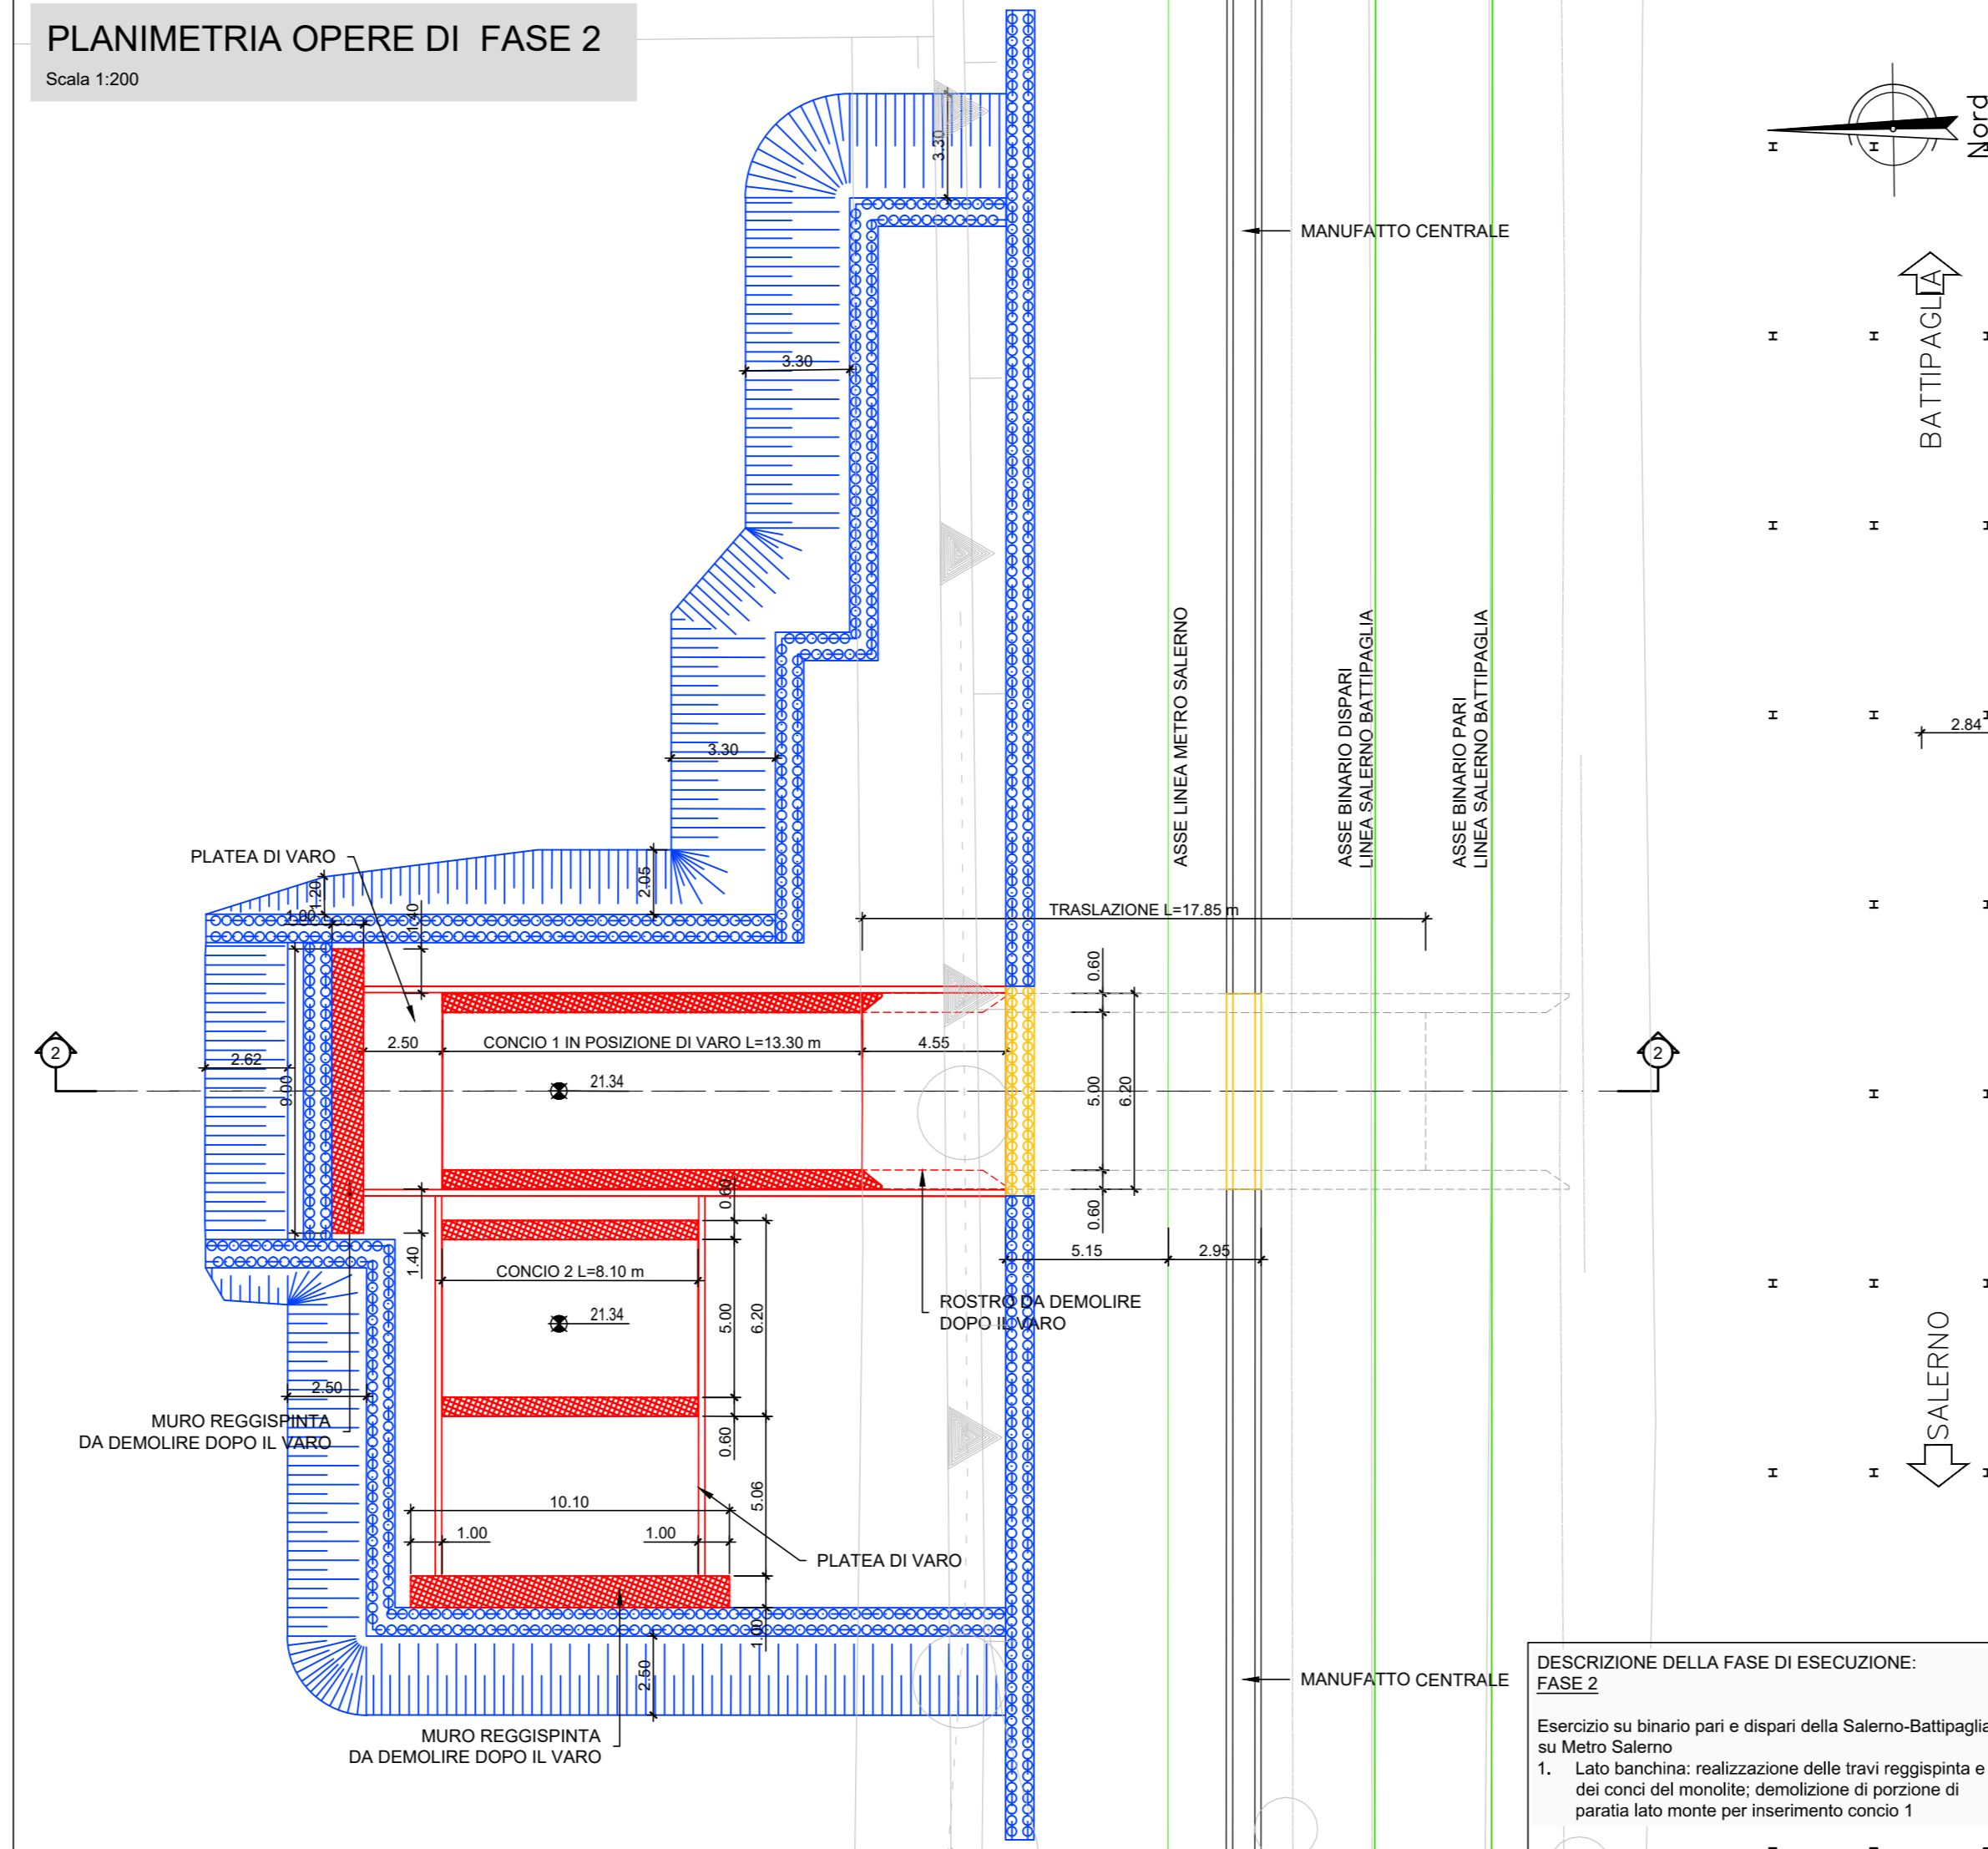 PLANIMETRIA OPERE DI FASE 2
Scala 1:200
Nord
3.30
MANUFATTO CENTRALE
BATTIPAGLIA
3.30
ASSE LINEA METRO SALERNO
ASSE BINARIO DISPARI
LINEA SALERNO BATTIPAGLIA
ASSE BINARIO PARI
LINEA SALERNO BATTIPAGLIA
2.84
3.30
PLATEA DI VARO
1.20
2.05
1.00
1.40
TRASLAZIONE L=17.85 m
0.60
2
2.62
9.00
2.50
CONCIO 1 IN POSIZIONE DI VARO L=13.30 m
4.55
5.00
6.20
2
21.34
0.60
0.60
1.40
5.15
2.95
CONCIO 2 L=8.10 m
ROSTRO DA DEMOLIRE
DOPO IL VARO
21.34
5.00
6.20
SALERNO
2.50
MURO REGGISPINTA
DA DEMOLIRE DOPO IL VARO
0.60
5.06
10.10
1.00
1.00
PLATEA DI VARO
1.00
2.50
MANUFATTO CENTRALE
MURO REGGISPINTA
DA DEMOLIRE DOPO IL VARO
DESCRIZIONE DELLA FASE DI ESECUZIONE:
FASE 2
Esercizio su binario pari e dispari della Salerno-Battipaglia
su Metro Salerno
1. Lato banchina: realizzazione delle travi reggispinta e
dei conci del monolite; demolizione di porzione di
paratia lato monte per inserimento concio 1